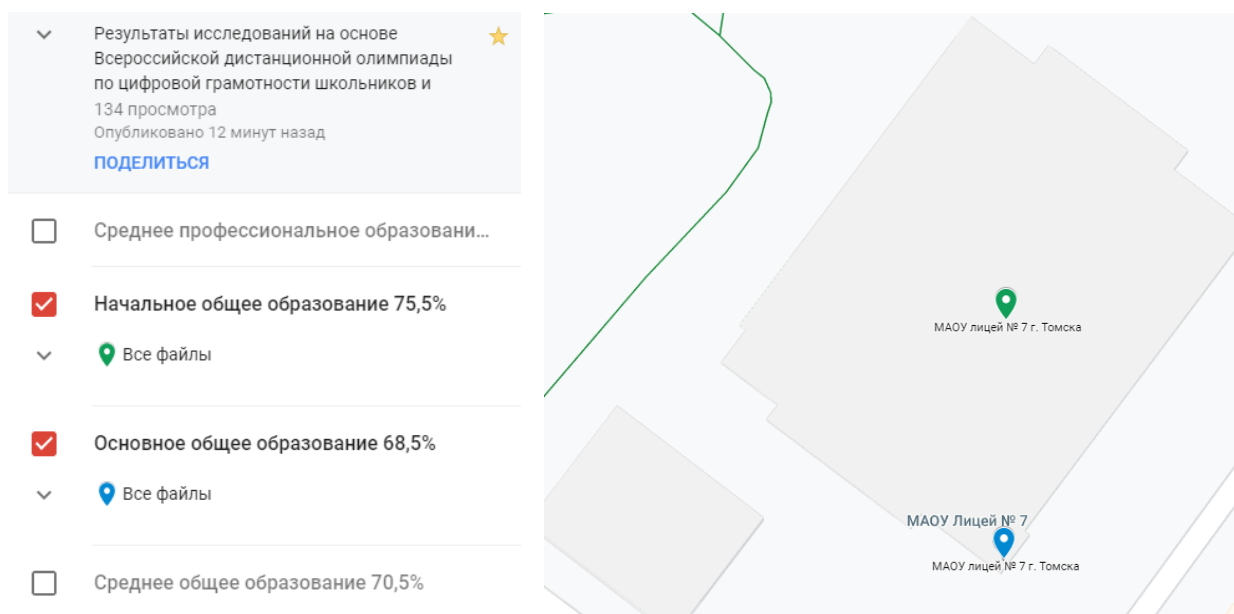 Результаты исследований на основе
Всероссийской дистанционной олимпиады
по цифровой грамотности школьников и
134 просмотра
Опубликовано 12 минут назад
ПОДЕЛИТЬСЯ
Среднее профессиональное образовани...
Начальное общее образование 75,5%
Все файлы
Основное общее образование 68,5%
Все файлы
Среднее общее образование 70,5%
МАОУ лицей № 7 г. Томска
МАОУ Лицей № 7
МАОУ лицей № 7 г. Томска